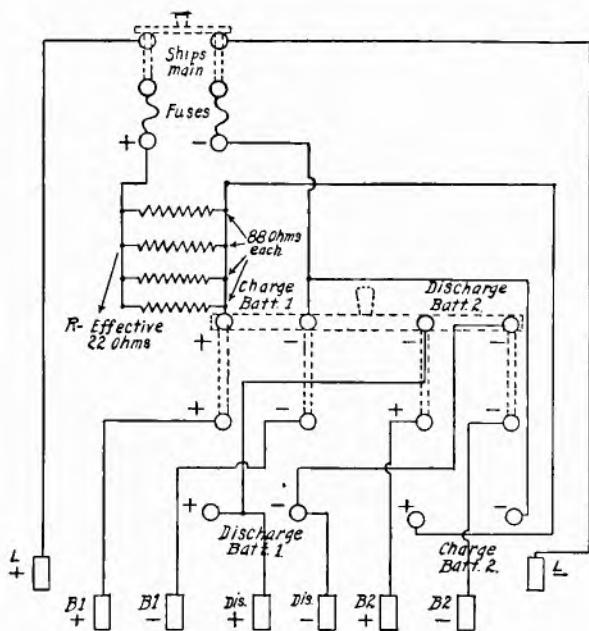 Ships
main
Fuses
+
-
88 Ohms
each
Charge
Batt. 1
Discharge
Batt. 2.
R- Effective
22 Ohms
+
-
-
-
+
-
+
-
+
-
+
-
Discharge
Batt. 1
Charge
Batt. 2.
L
+
B1
+
B1
-
Dis.
+
Dis.
-
B2
+
B2
-
L
-